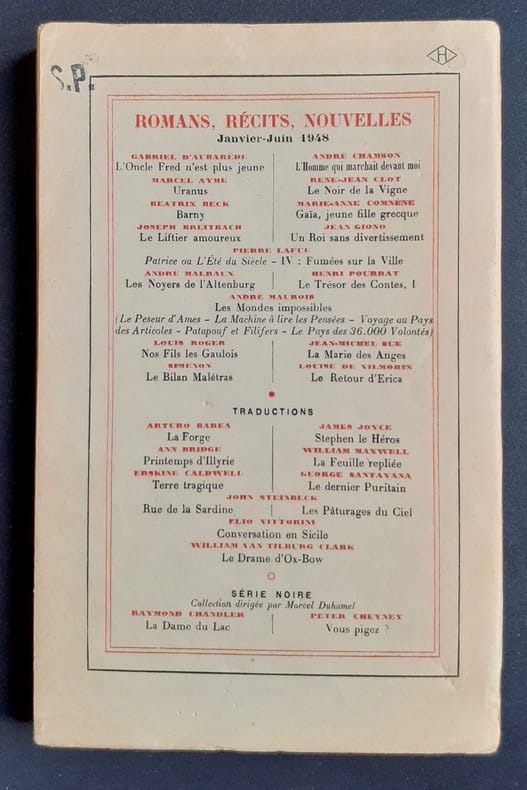 H
S.P.
ROMANS, RÉCITS, NOUVELLES
Janvier-Juin 1948
GABRIEL D'AUBARÈDE
L'Oncle Fred n'est plus jeune
ANDRÉ CHAMSON
L'Homme qui marchait devant moi
MARCEL AYMÉ
Uranus
RENÉ-JEAN CLOT
Le Noir de la Vigne
BEATRIX BECK
Barny
MARIE-ANNE COMNÈNE
Gaïa, jeune fille grecque
JOSEPH BREITBACH
Le Liftier amoureux
JEAN GIONO
Un Roi sans divertissement
PIERRE LAFUE
Patrice ou L'Été du Siècle - IV : Fumées sur la Ville
ANDRÉ MALRAUX
Les Noyers de l'Altenburg
HENRI POURRAT
Le Trésor des Contes, I
ANDRÉ MAUROIS
Les Mondes impossibles
(Le Peseur d'Ames - La Machine à lire les Pensées - Voyage au Pays
des Articoles - Patapouf et Filifers - Le Pays des 36.000 Volontés)
LOUIS ROGER
Nos Fils les Gaulois
JEAN-MICHEL SUE
La Marie des Anges
SIMENON
Le Bilan Malétras
LOUISE DE VILMORIN
Le Retour d'Erica
TRADUCTIONS
ARTURO BAREA
La Forge
JAMES JOYCE
Stephen le Héros
ANN BRIDGE
Printemps d'Illyrie
WILLIAM MAXWELL
La Feuille repliée
ERSKINE CALDWELL
Terre tragique
GEORGE SANTAYANA
Le dernier Puritain
JOHN STEINBECK
Rue de la Sardine
Les Pâturages du Ciel
ELIO VITTORINI
Conversation en Sicile
WILLIAM VAN TILBURG CLARK
Le Drame d'Ox-Bow
SÉRIE NOIRE
Collection dirigée par Marcel Duhamel
RAYMOND CHANDLER
La Dame du Lac
PETER CHEYNEY
Vous pigez ?